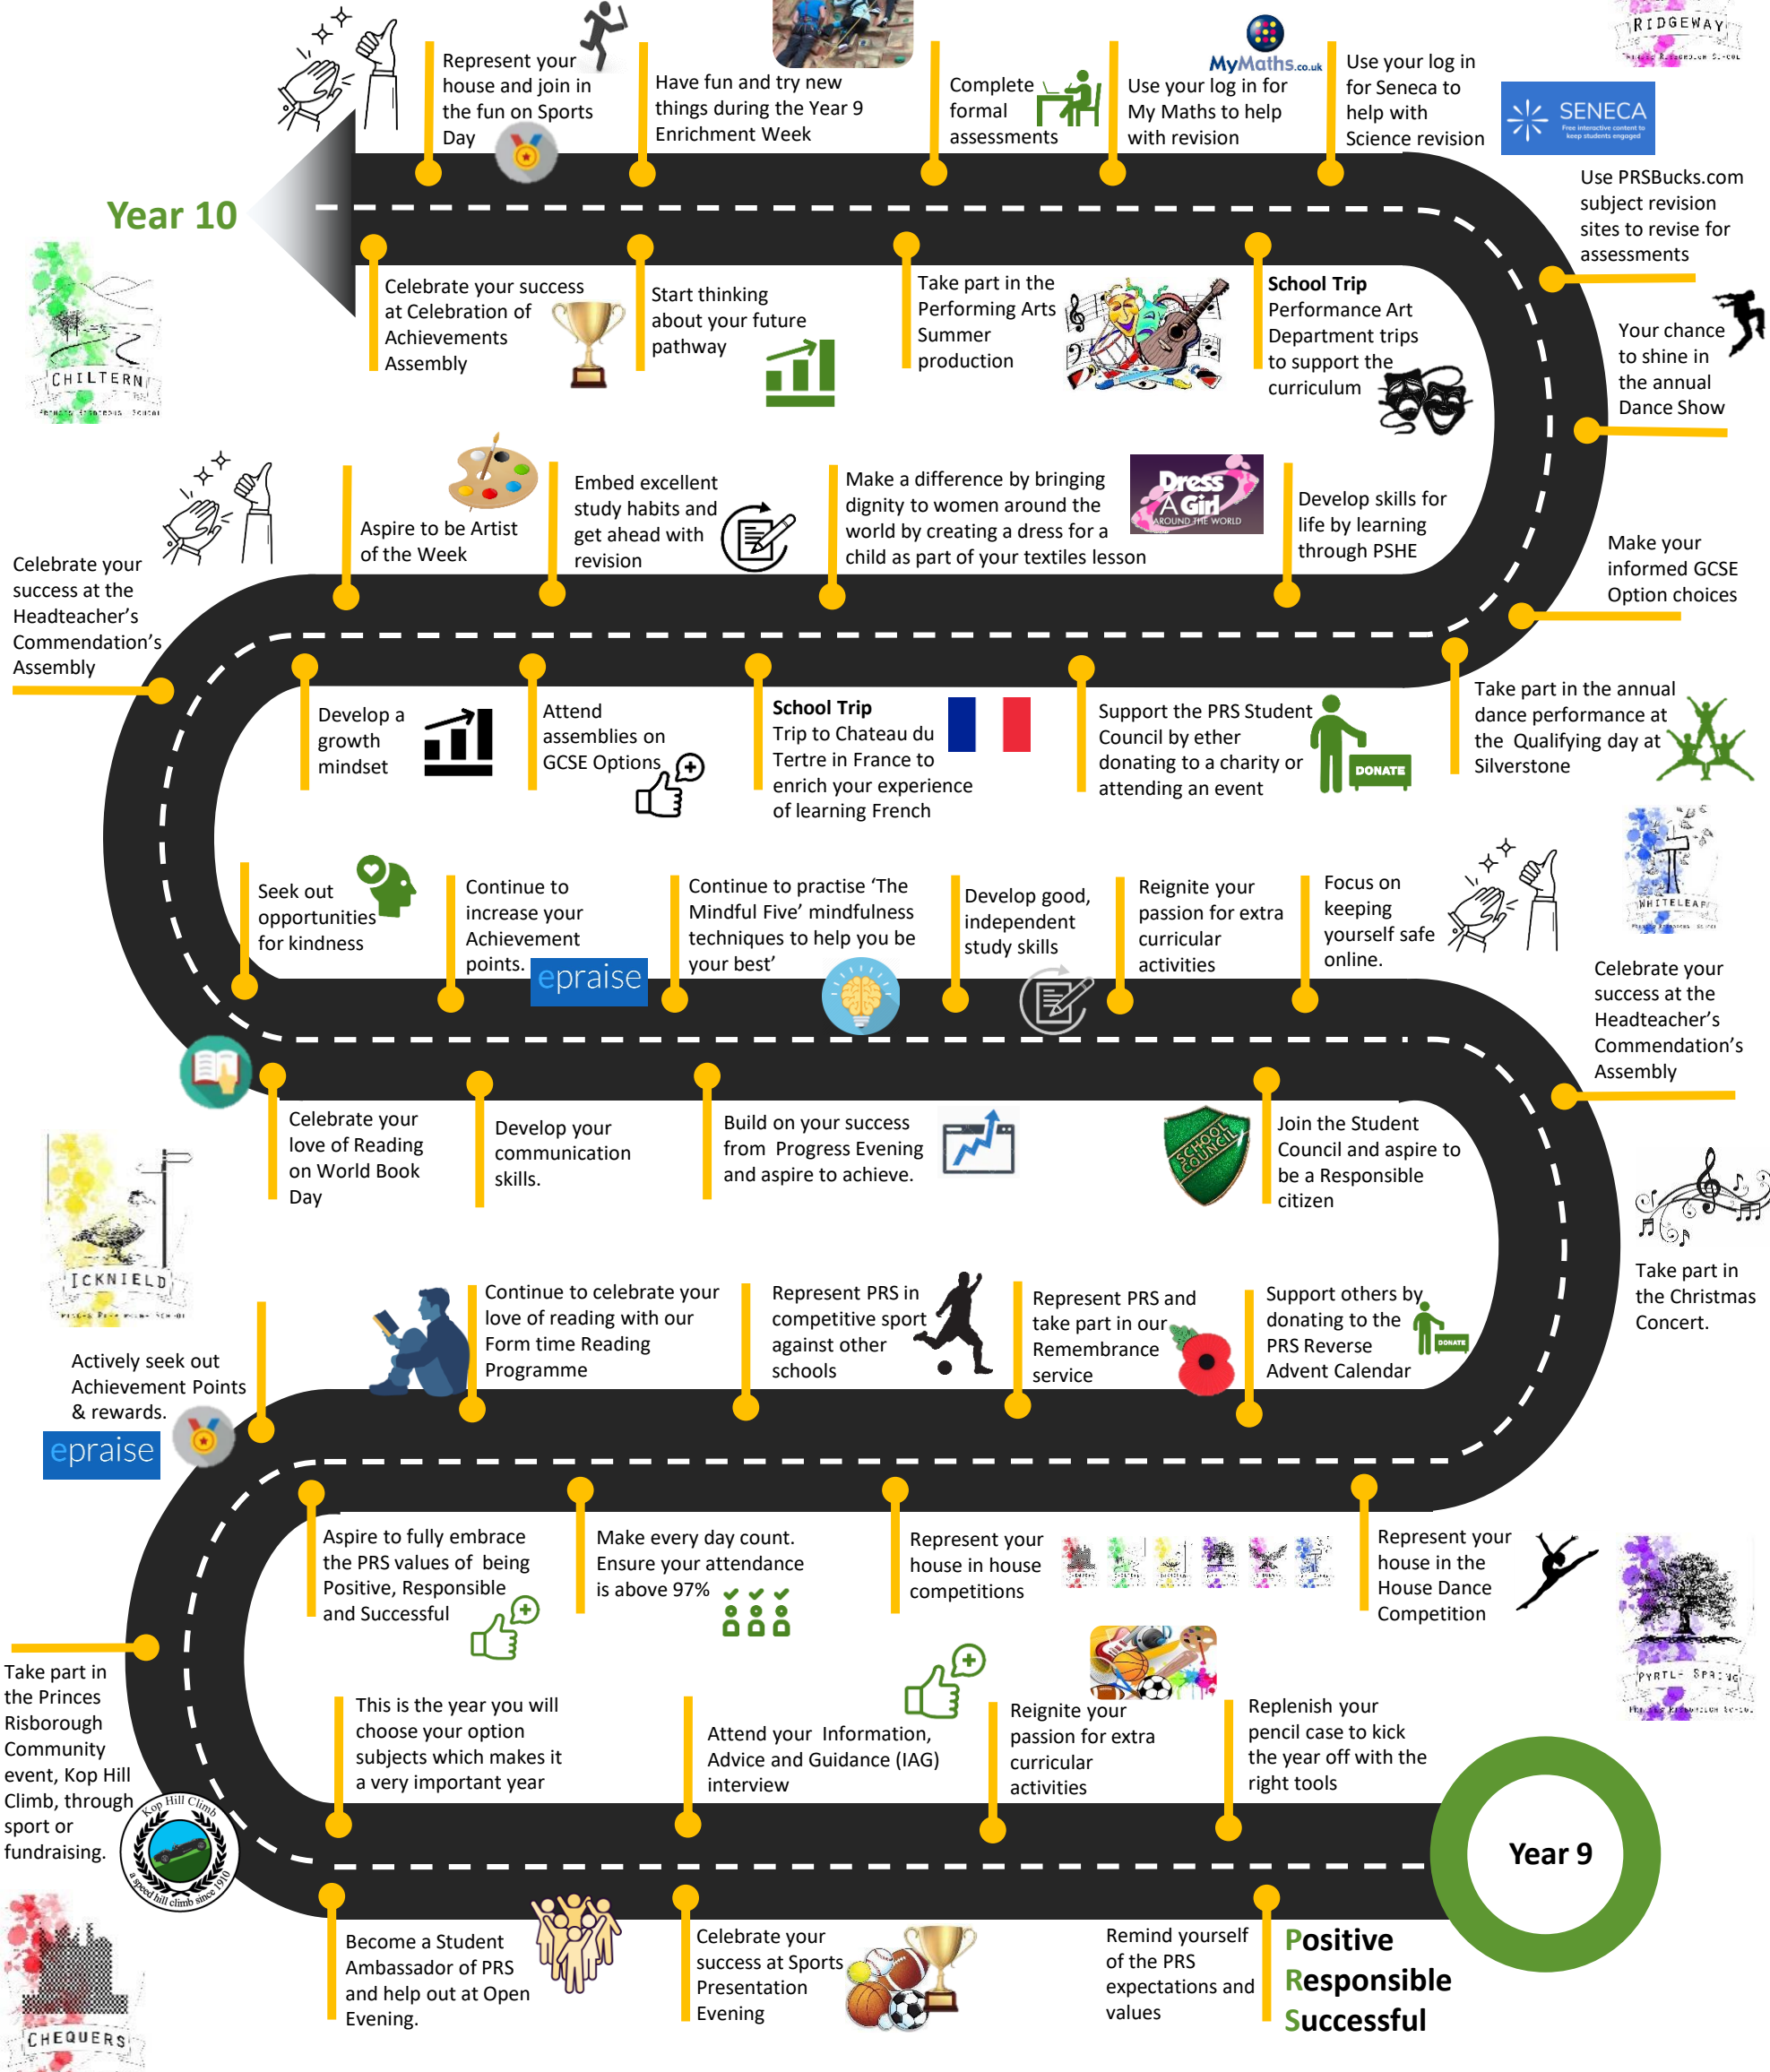 RIDGEWAY
Represent your
house and join in
the fun on Sports
Day
Have fun and try new
things during the Year 9
Enrichment Week
Complete
formal
assessments
MyMaths.co.uk
Use your log in for
My Maths to help
with revision
Use your log in
for Seneca to
help with
Science revision
SENECA
Free interactive content to
keep students engaged
Year 10
Use PRSBucks.com
subject revision
sites to revise for
assessments
Celebrate your success
at Celebration of
Achievements
Assembly
Start thinking
about your future
pathway
Take part in the
Performing Arts
Summer
production
School Trip
Performance Art
Department trips
to support the
curriculum
Your chance
to shine in
the annual
Dance Show
CHILTERN
Aspire to be Artist
of the Week
Embed excellent
study habits and
get ahead with
revision
Make a difference by bringing
dignity to women around the
world by creating a dress for a
child as part of your textiles lesson
Dress
A Girl
AROUND THE WORLD
Develop skills for
life by learning
through PSHE
Make your
informed GCSE
Option choices
Celebrate your
success at the
Headteacher’s
Commendation’s
Assembly
Develop a
growth
mindset
Attend
assemblies on
GCSE Options
School Trip
Trip to Chateau du
Tertre in France to
enrich your experience
of learning French
Support the PRS Student
Council by ether
donating to a charity or
attending an event
DONATE
Take part in the annual
dance performance at
the Qualifying day at
Silverstone
WHITELEAF
Seek out
opportunities
for kindness
Continue to
increase your
Achievement
points.
epraise
Continue to practise ‘The
Mindful Five’ mindfulness
techniques to help you be
your best’
Develop good,
independent
study skills
Reignite your
passion for extra
curricular
activities
Focus on
keeping
yourself safe
online.
Celebrate your
success at the
Headteacher’s
Commendation’s
Assembly
Celebrate your
love of Reading
on World Book
Day
Develop your
communication
skills.
Build on your success
from Progress Evening
and aspire to achieve.
SCHOOL
COUNCIL
Join the Student
Council and aspire to
be a Responsible
citizen
ICKNIELD
Take part in
the Christmas
Concert.
Actively seek out
Achievement Points
& rewards.
epraise
Continue to celebrate your
love of reading with our
Form time Reading
Programme
Represent PRS in
competitive sport
against other
schools
Represent PRS and
take part in our
Remembrance
service
Support others by
donating to the
PRS Reverse
Advent Calendar
DONATE
Aspire to fully embrace
the PRS values of being
Positive, Responsible
and Successful
Make every day count.
Ensure your attendance
is above 97%
Represent your
house in house
competitions
Represent your
house in the
House Dance
Competition
PYRTLE SPRING
Take part in
the Princes
Risborough
Community
event, Kop Hill
Climb, through
sport or
fundraising.
Kop Hill Climb
a speed hill climb since 1910
This is the year you will
choose your option
subjects which makes it
a very important year
Attend your Information,
Advice and Guidance (IAG)
interview
Reignite your
passion for extra
curricular
activities
Replenish your
pencil case to kick
the year off with the
right tools
Year 9
CHEQUERS
Become a Student
Ambassador of PRS
and help out at Open
Evening.
Celebrate your
success at Sports
Presentation
Evening
Remind yourself
of the PRS
expectations and
values
Positive
Responsible
Successful